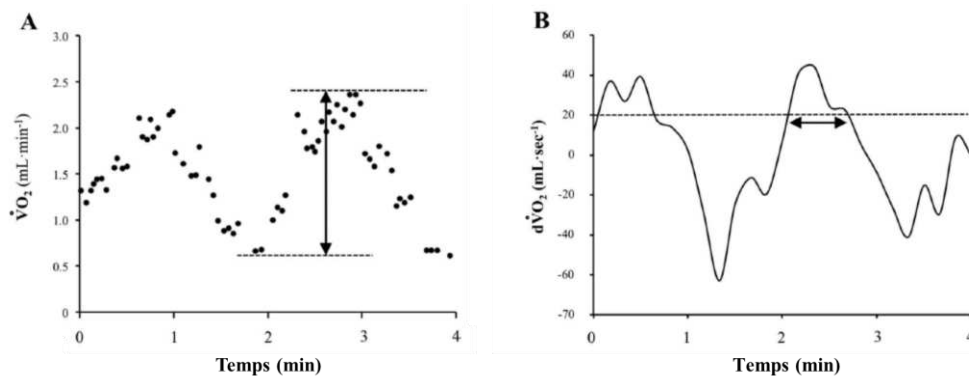 A
3.0
2.5
2.0
1.5
1.0
0.5
0
V̇O₂ (mL·min⁻¹)
0 1 2 3 4
Temps (min)
B
60
40
20
0
-20
-40
-60
-70
dV̇O₂ (mL·sec⁻¹)
0 1 2 3 4
Temps (min)